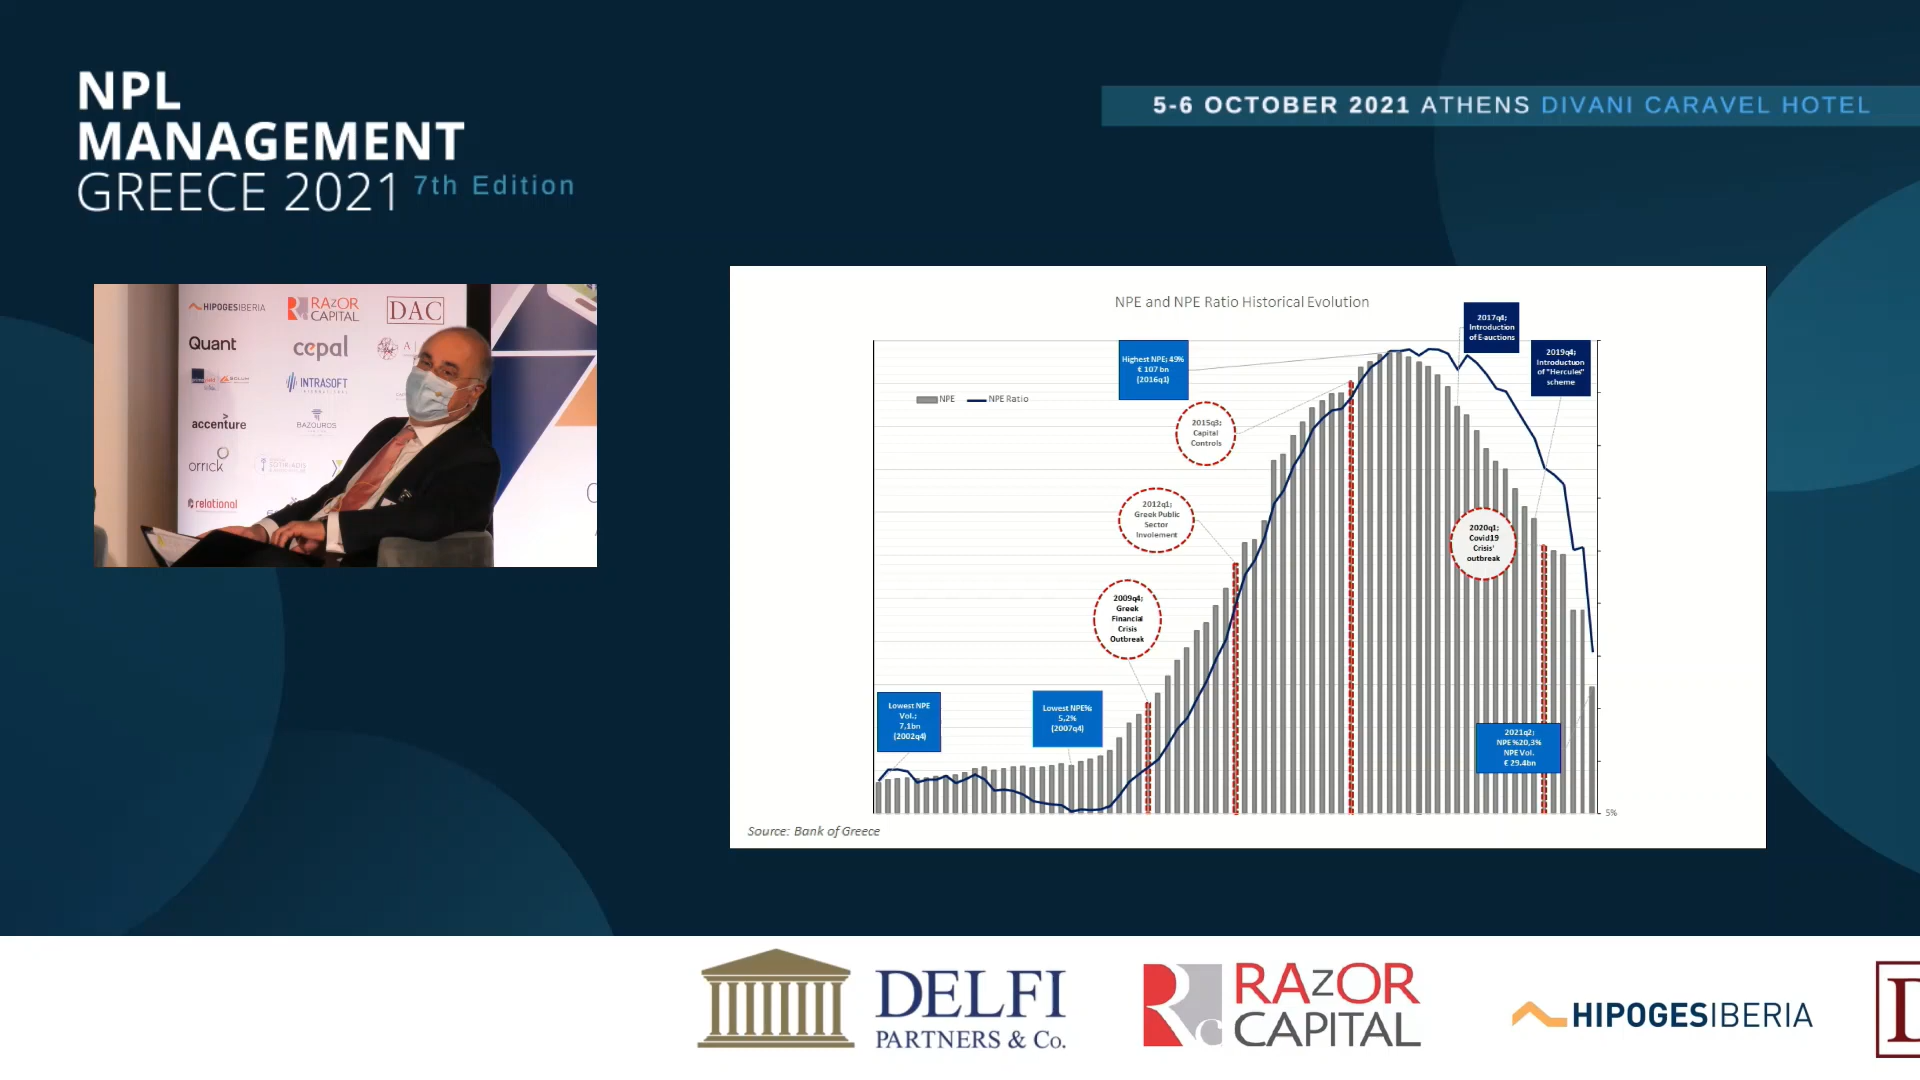 NPL
MANAGEMENT
GREECE 2021 7th Edition
5-6 OCTOBER 2021 ATHENS DIVANI CARAVEL HOTEL
HIPOGESIBERIA
RAzOR
CAPITAL
DAC
Quant
cepal
INTRASOFT
INTERNATIONAL
accenture
BAZOUROS
orrick
relational
NPE and NPE Ratio Historical Evolution
NPE
NPE Ratio
Highest NPE; 49%
€ 107 bn
(2016q1)
2017q4;
Introduction
of E-auctions
2019q4;
Introduction
of "Hercules"
scheme
2015q3;
Capital
Controls
2012q1;
Greek Public
Sector
Involement
2009q4;
Greek
Financial
Crisis
Outbreak
2020q1;
Covid19
Crisis'
outbreak
Lowest NPE
Vol.;
7,1bn
(2002q4)
Lowest NPE%;
5,2%
(2007q4)
2021q2;
NPE %20,3%
NPE Vol.
€ 29.4bn
5%
Source: Bank of Greece
DELFI
PARTNERS & Co.
RAzOR
CAPITAL
HIPOGESIBERIA